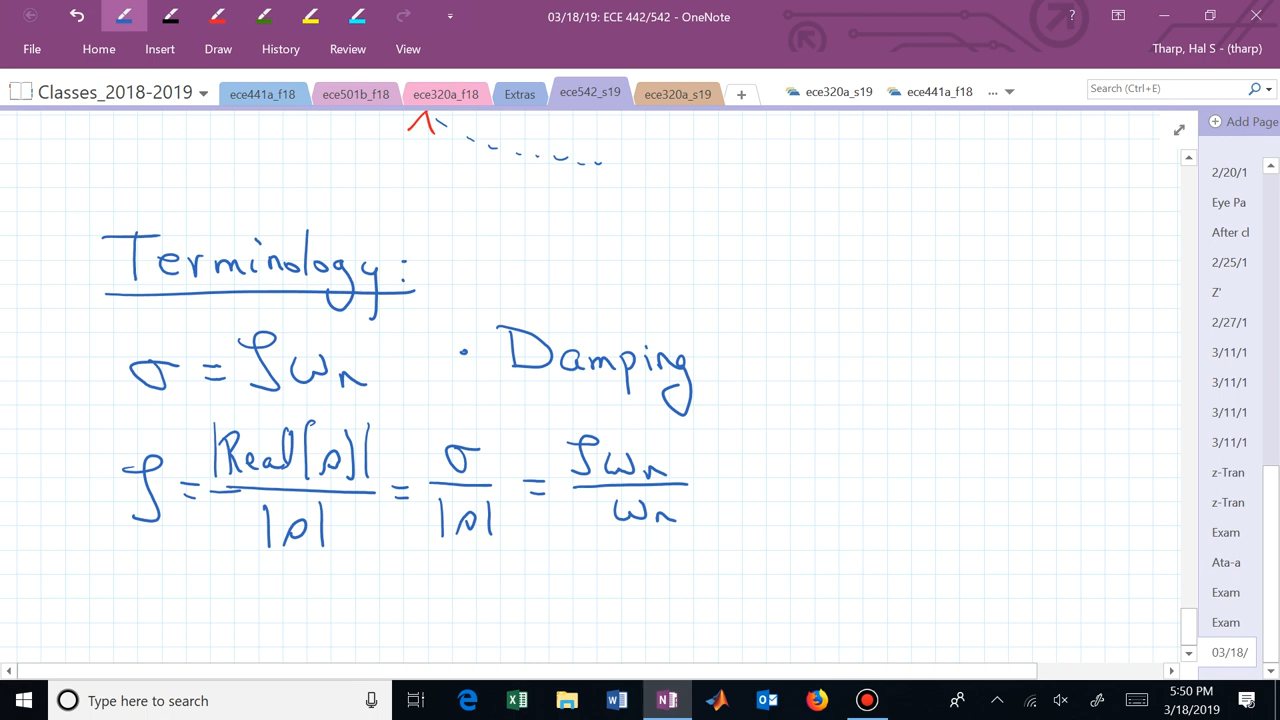 03/18/19: ECE 442/542 - OneNote
File Home Insert Draw History Review View
Tharp, Hal S - (tharp)
Classes_2018-2019 ece441a_f18 ece501b_f18 ece320a_f18 Extras ece542_s19 ece320a_s19 ece320a_s19 ece441a_f18 ...
Search (Ctrl+E)
Add Page
2/20/1
Eye Pa
After cl
2/25/1
Z'
2/27/1
3/11/1
3/11/1
3/11/1
3/11/1
z-Tran
z-Tran
Exam
Ata-a
Exam
Exam
03/18/
Terminology:
σ = ζωn · Damping
ζ = |Real[s]| / |s| = σ / |s| = ζωn / ωn
Type here to search
5:50 PM
3/18/2019